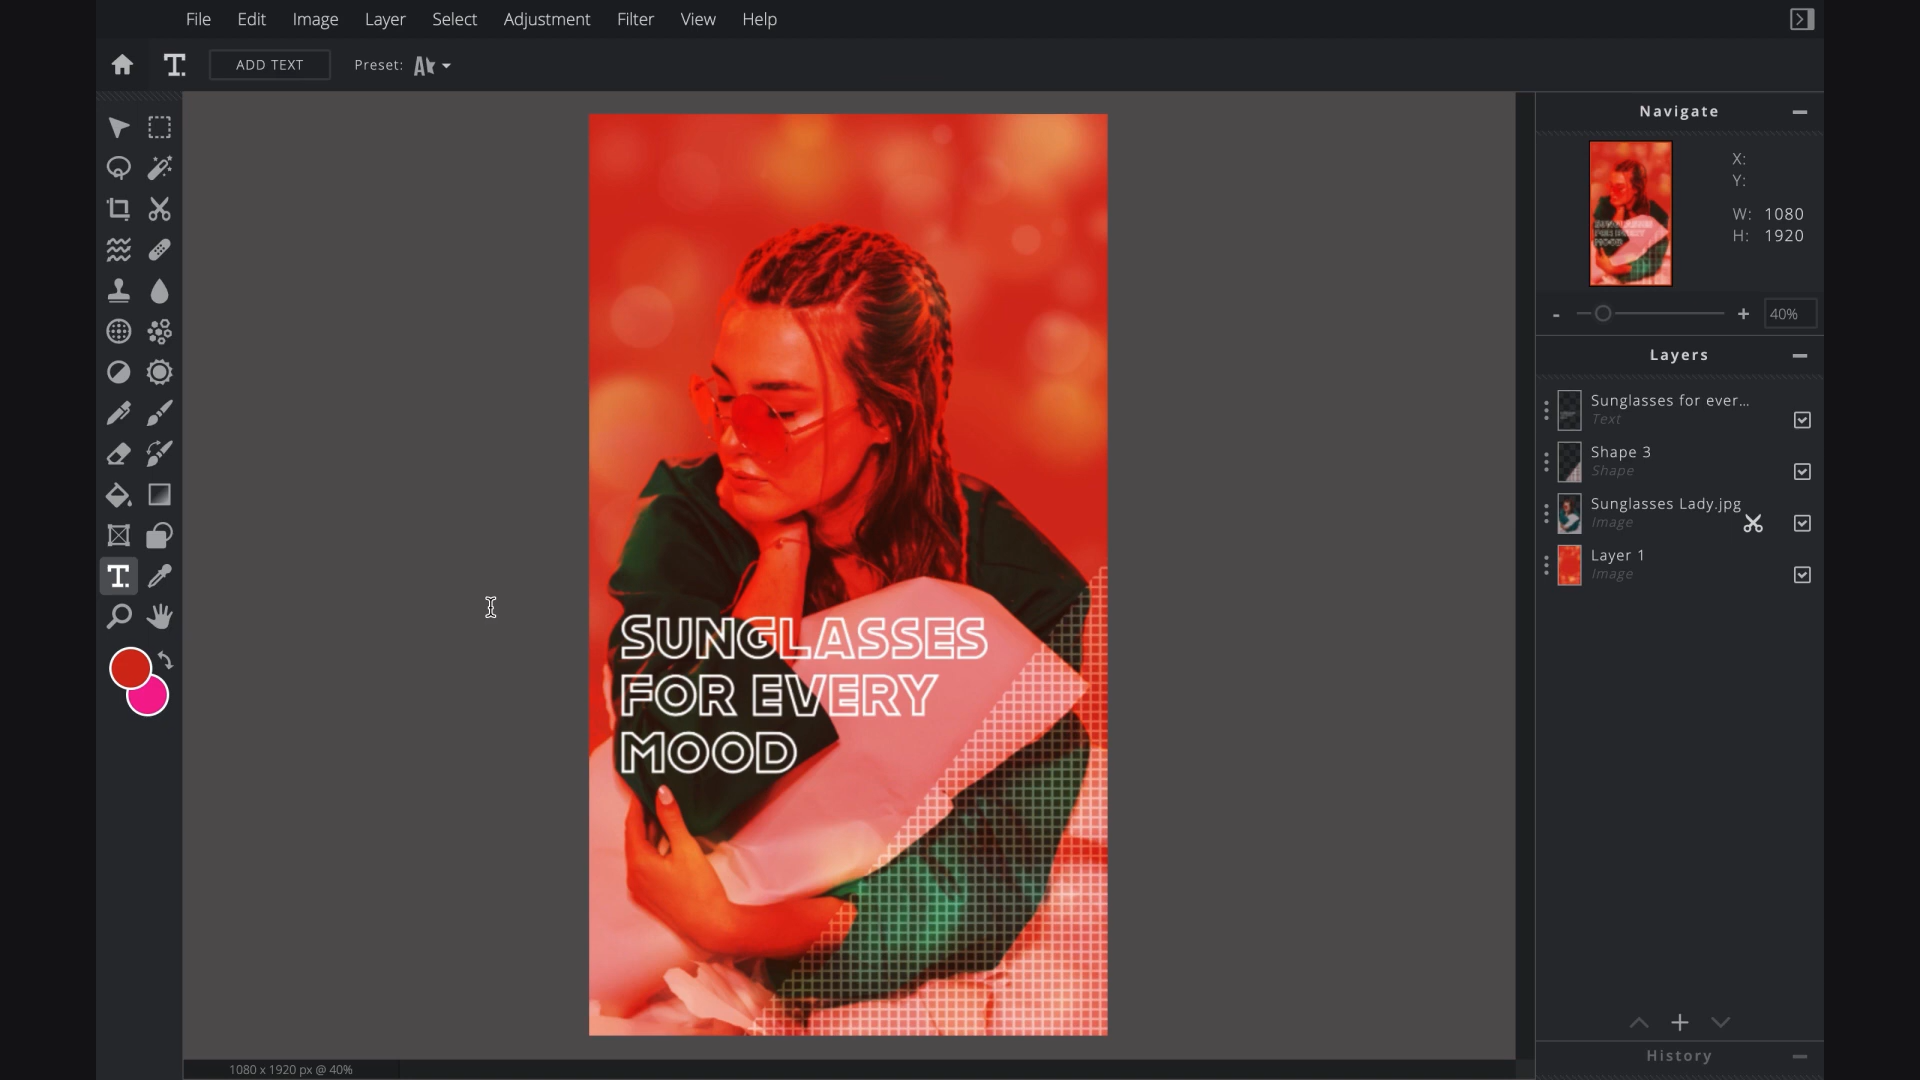 File Edit Image Layer Select Adjustment Filter View Help
T. ADD TEXT Preset: Ak
Navigate
X:
Y:
W: 1080
H: 1920
- + 40%
Layers
Sunglasses for ever...
Text
Shape 3
Shape
Sunglasses Lady.jpg
Image
Layer 1
Image
T.
SUNGLASSES
FOR EVERY
MOOD
History
1080 x 1920 px @ 40%